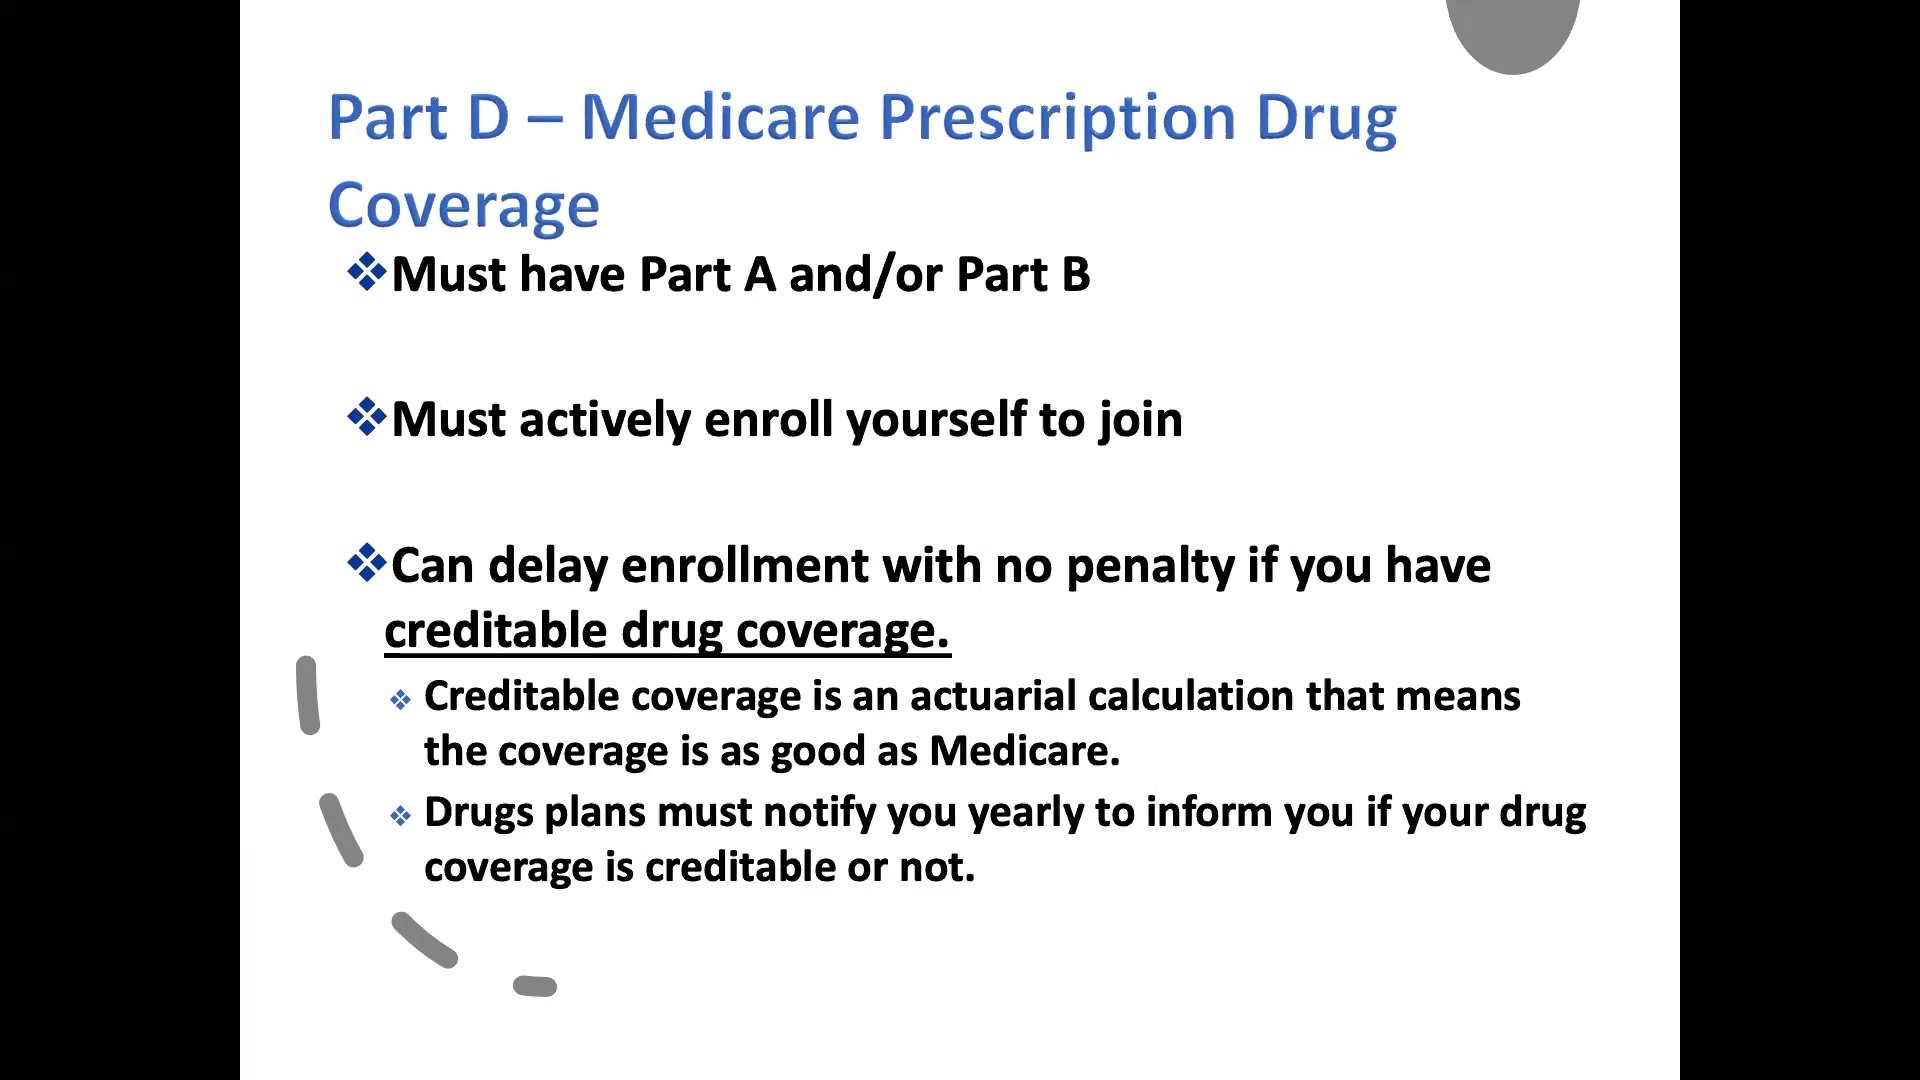 Part D – Medicare Prescription Drug
Coverage
❖Must have Part A and/or Part B
❖Must actively enroll yourself to join
❖Can delay enrollment with no penalty if you have
creditable drug coverage.
❖ Creditable coverage is an actuarial calculation that means
the coverage is as good as Medicare.
❖ Drugs plans must notify you yearly to inform you if your drug
coverage is creditable or not.